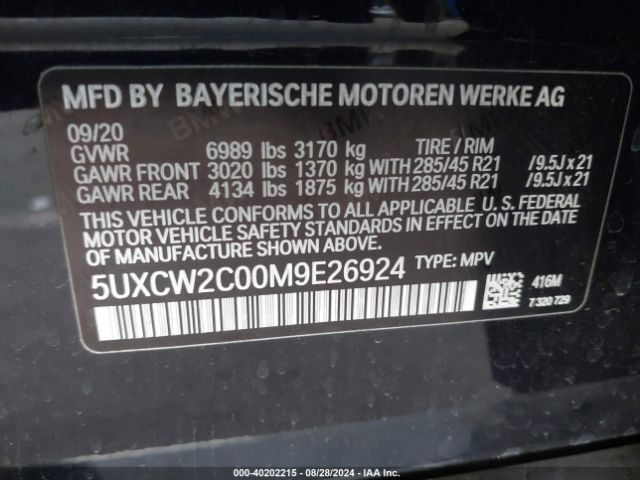 MFD BY BAYERISCHE MOTOREN WERKE AG
09/20
GVWR 6989 lbs 3170 kg TIRE / RIM
GAWR FRONT 3020 lbs 1370 kg WITH 285/45 R21 /9.5J x 21
GAWR REAR 4134 lbs 1875 kg WITH 285/45 R21 /9.5J x 21
THIS VEHICLE CONFORMS TO ALL APPLICABLE U. S. FEDERAL
MOTOR VEHICLE SAFETY STANDARDS IN EFFECT ON THE DATE
OF MANUFACTURE SHOWN ABOVE.
5UXCW2C00M9E26924 TYPE: MPV
416M
7 320 729
000-40202215 - 08/28/2024 - IAA Inc.